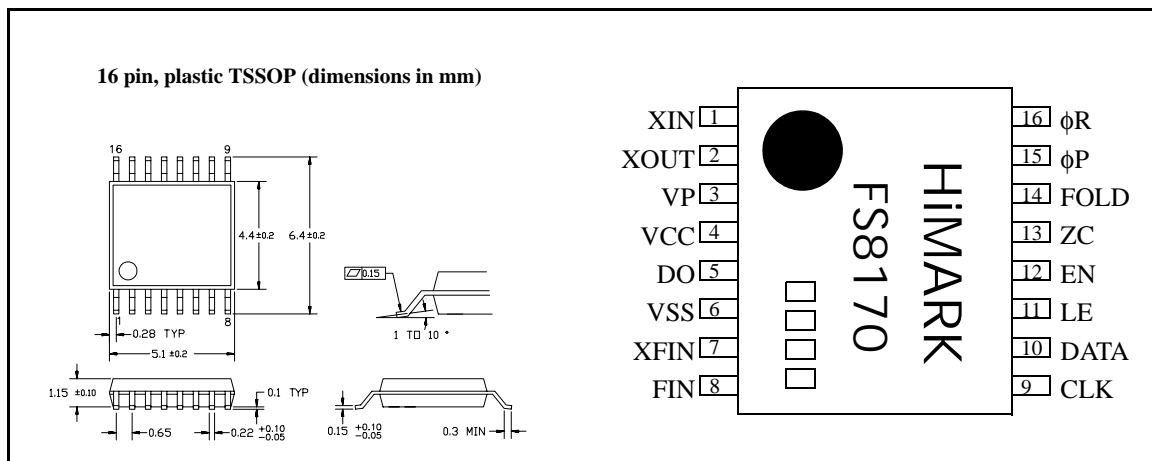 16 pin, plastic TSSOP (dimensions in mm)
16 9
4.4 ±0.2
6.4 ±0.2
1 8
0.28 TYP
5.1 ±0.2
⏥ 0.15
1 TO 10 °
1.15 ±0.10
0.1 TYP
0.65
0.22 +0.10 -0.05
0.15 +0.10 -0.05
0.3 MIN
XIN 1
XOUT 2
VP 3
VCC 4
DO 5
VSS 6
XFIN 7
FIN 8
HiMARK
FS8170
16 ϕR
15 ϕP
14 FOLD
13 ZC
12 EN
11 LE
10 DATA
9 CLK